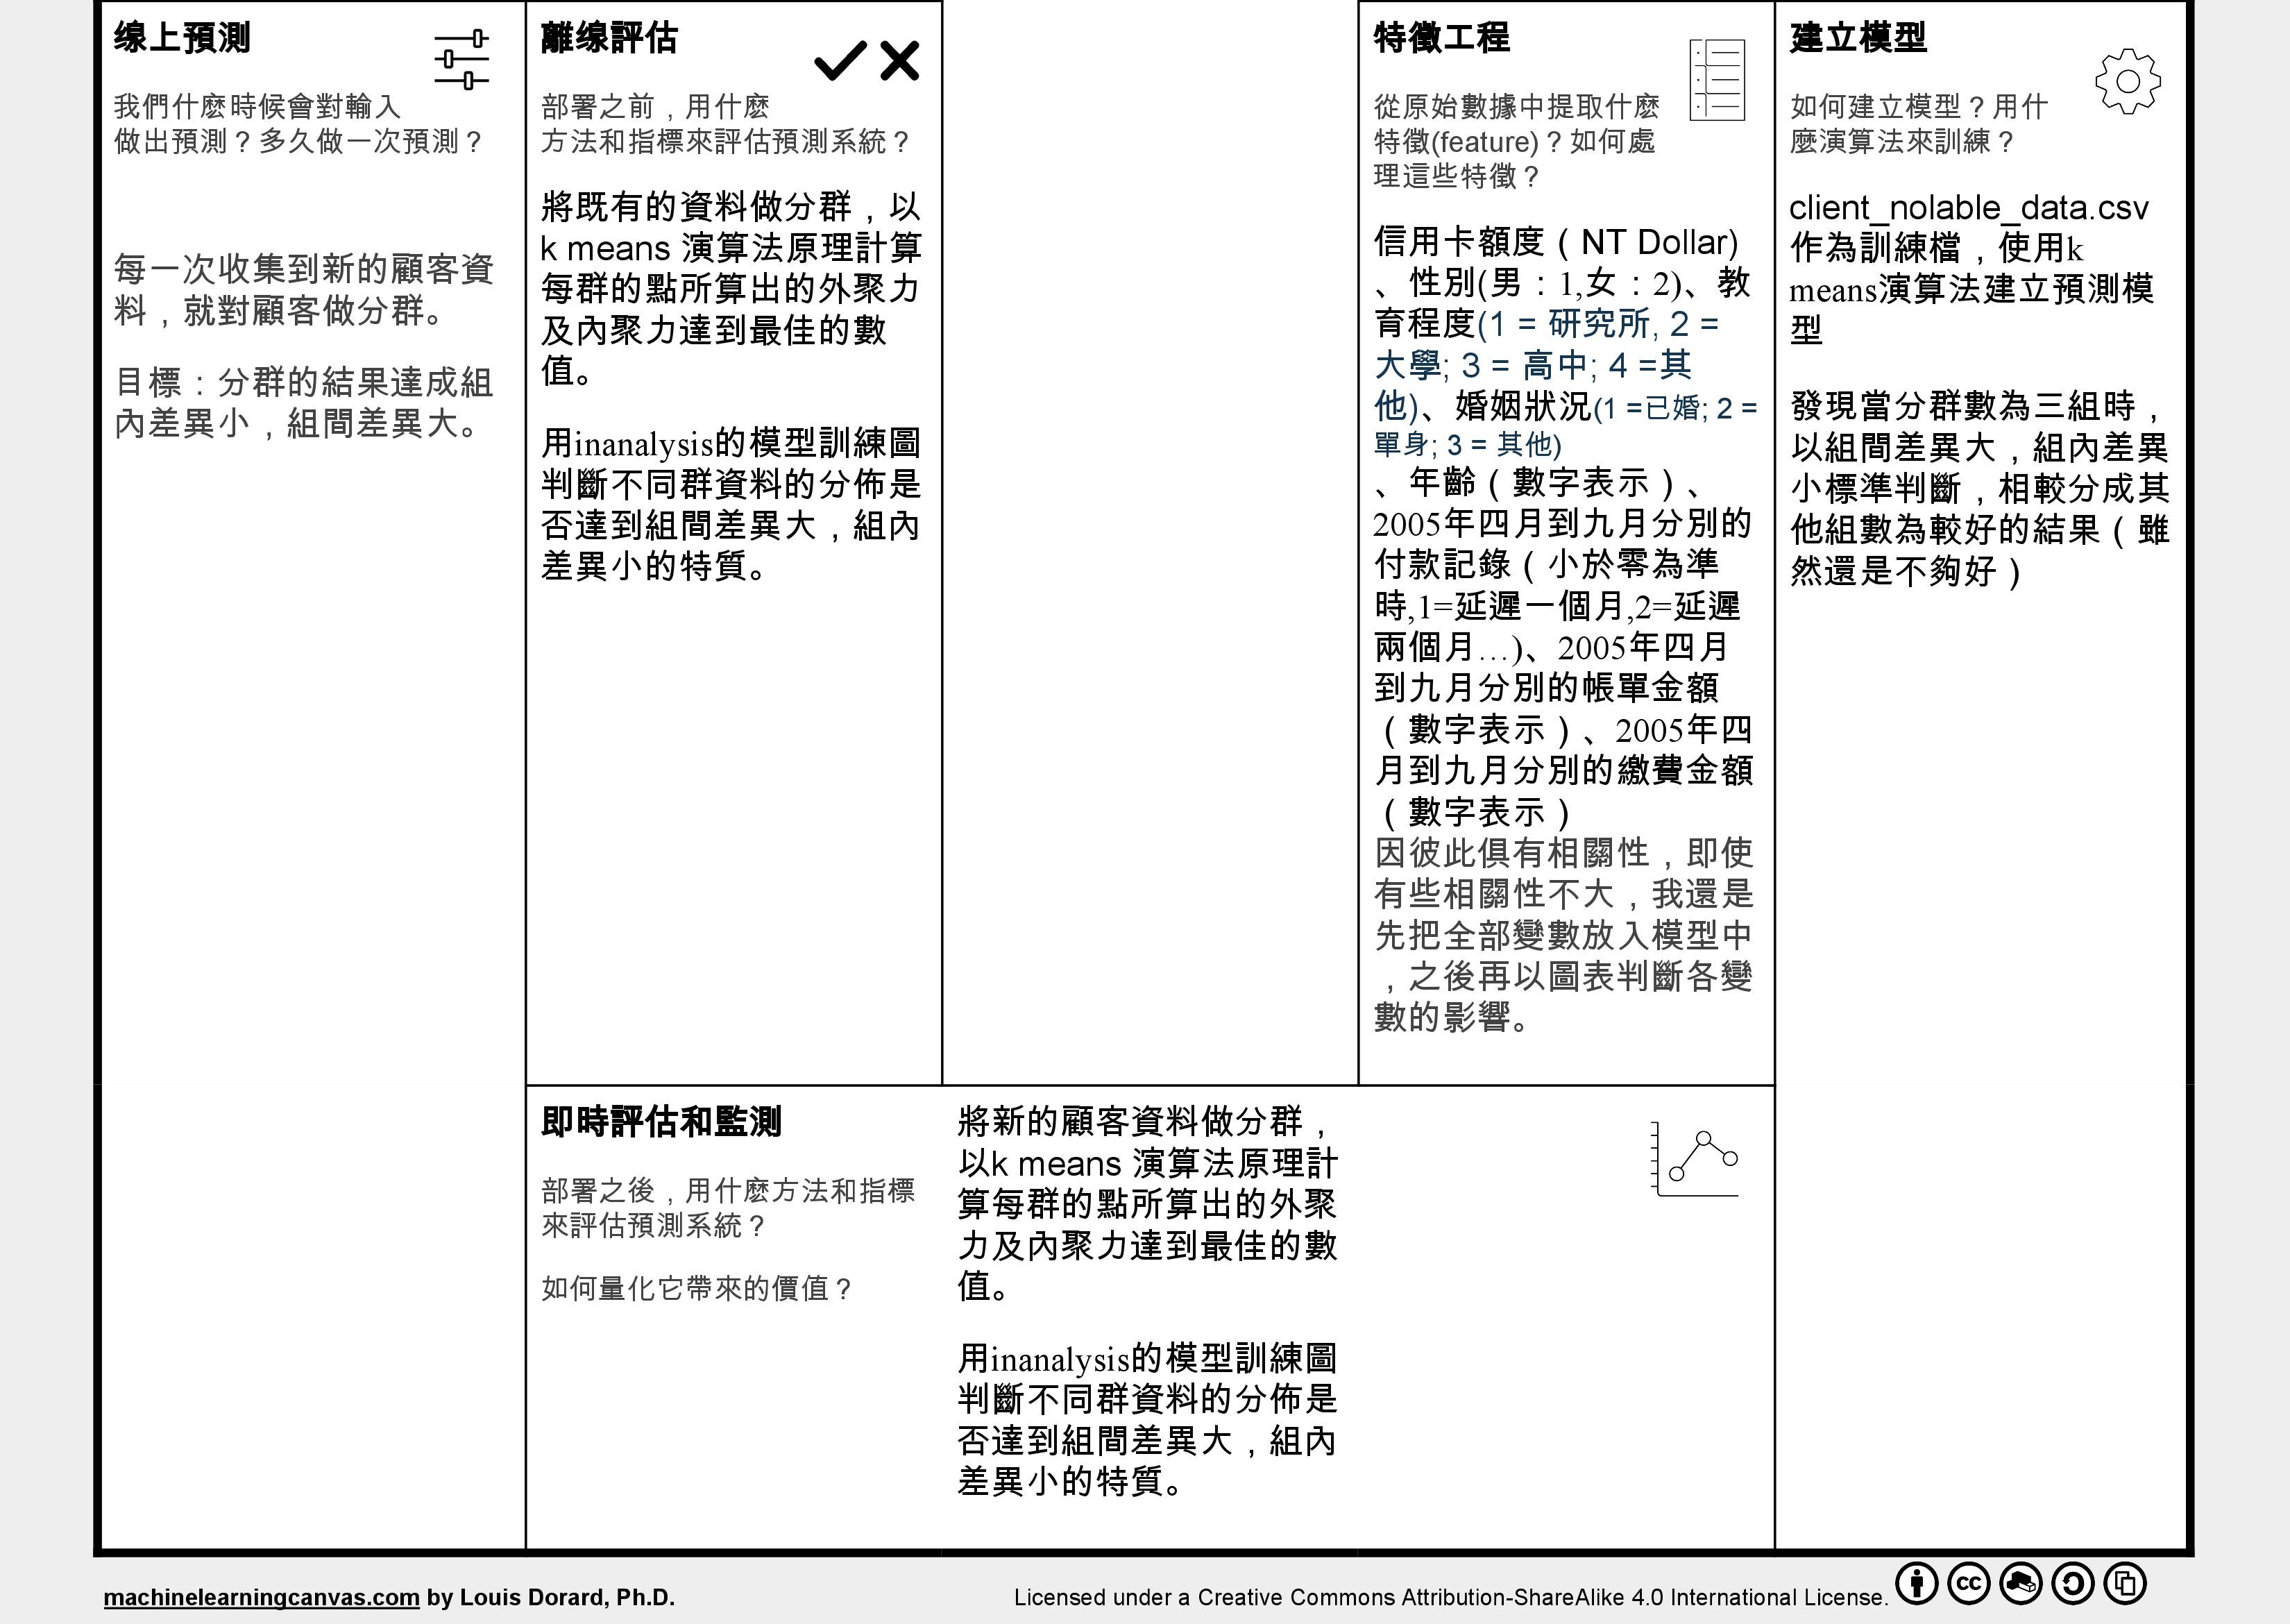 缐上預測
我們什麽時候會對輸入
做出預測？多久做一次預測？
每一次收集到新的顧客資
料，就對顧客做分群。
目標：分群的結果達成組
內差異小，組間差異大。
離缐評估
部署之前，用什麽
方法和指標來評估預測系統？
將既有的資料做分群，以
k means 演算法原理計算
每群的點所算出的外聚力
及內聚力達到最佳的數
值。
用inanalysis的模型訓練圖
判斷不同群資料的分佈是
否達到組間差異大，組內
差異小的特質。
特徵工程
從原始數據中提取什麽
特徵(feature)？如何處
理這些特徵？
信用卡額度（NT Dollar)
、性別(男：1,女：2)、教
育程度(1 = 研究所, 2 =
大學; 3 = 高中; 4 =其
他)、婚姻狀況(1 =已婚; 2 =
單身; 3 = 其他)
、年齡（數字表示）、
2005年四月到九月分別的
付款記錄（小於零為準
時,1=延遲一個月,2=延遲
兩個月…)、2005年四月
到九月分別的帳單金額
（數字表示）、2005年四
月到九月分別的繳費金額
（數字表示）
因彼此俱有相關性，即使
有些相關性不大，我還是
先把全部變數放入模型中
，之後再以圖表判斷各變
數的影響。
建立模型
如何建立模型？用什
麼演算法來訓練？
client_nolable_data.csv
作為訓練檔，使用k
means演算法建立預測模
型
發現當分群數為三組時，
以組間差異大，組內差異
小標準判斷，相較分成其
他組數為較好的結果（雖
然還是不夠好）
即時評估和監測
部署之後，用什麽方法和指標
來評估預測系統？
如何量化它帶來的價值？
將新的顧客資料做分群，
以k means 演算法原理計
算每群的點所算出的外聚
力及內聚力達到最佳的數
值。
用inanalysis的模型訓練圖
判斷不同群資料的分佈是
否達到組間差異大，組內
差異小的特質。
machinelearningcanvas.com by Louis Dorard, Ph.D.
Licensed under a Creative Commons Attribution-ShareAlike 4.0 International License.